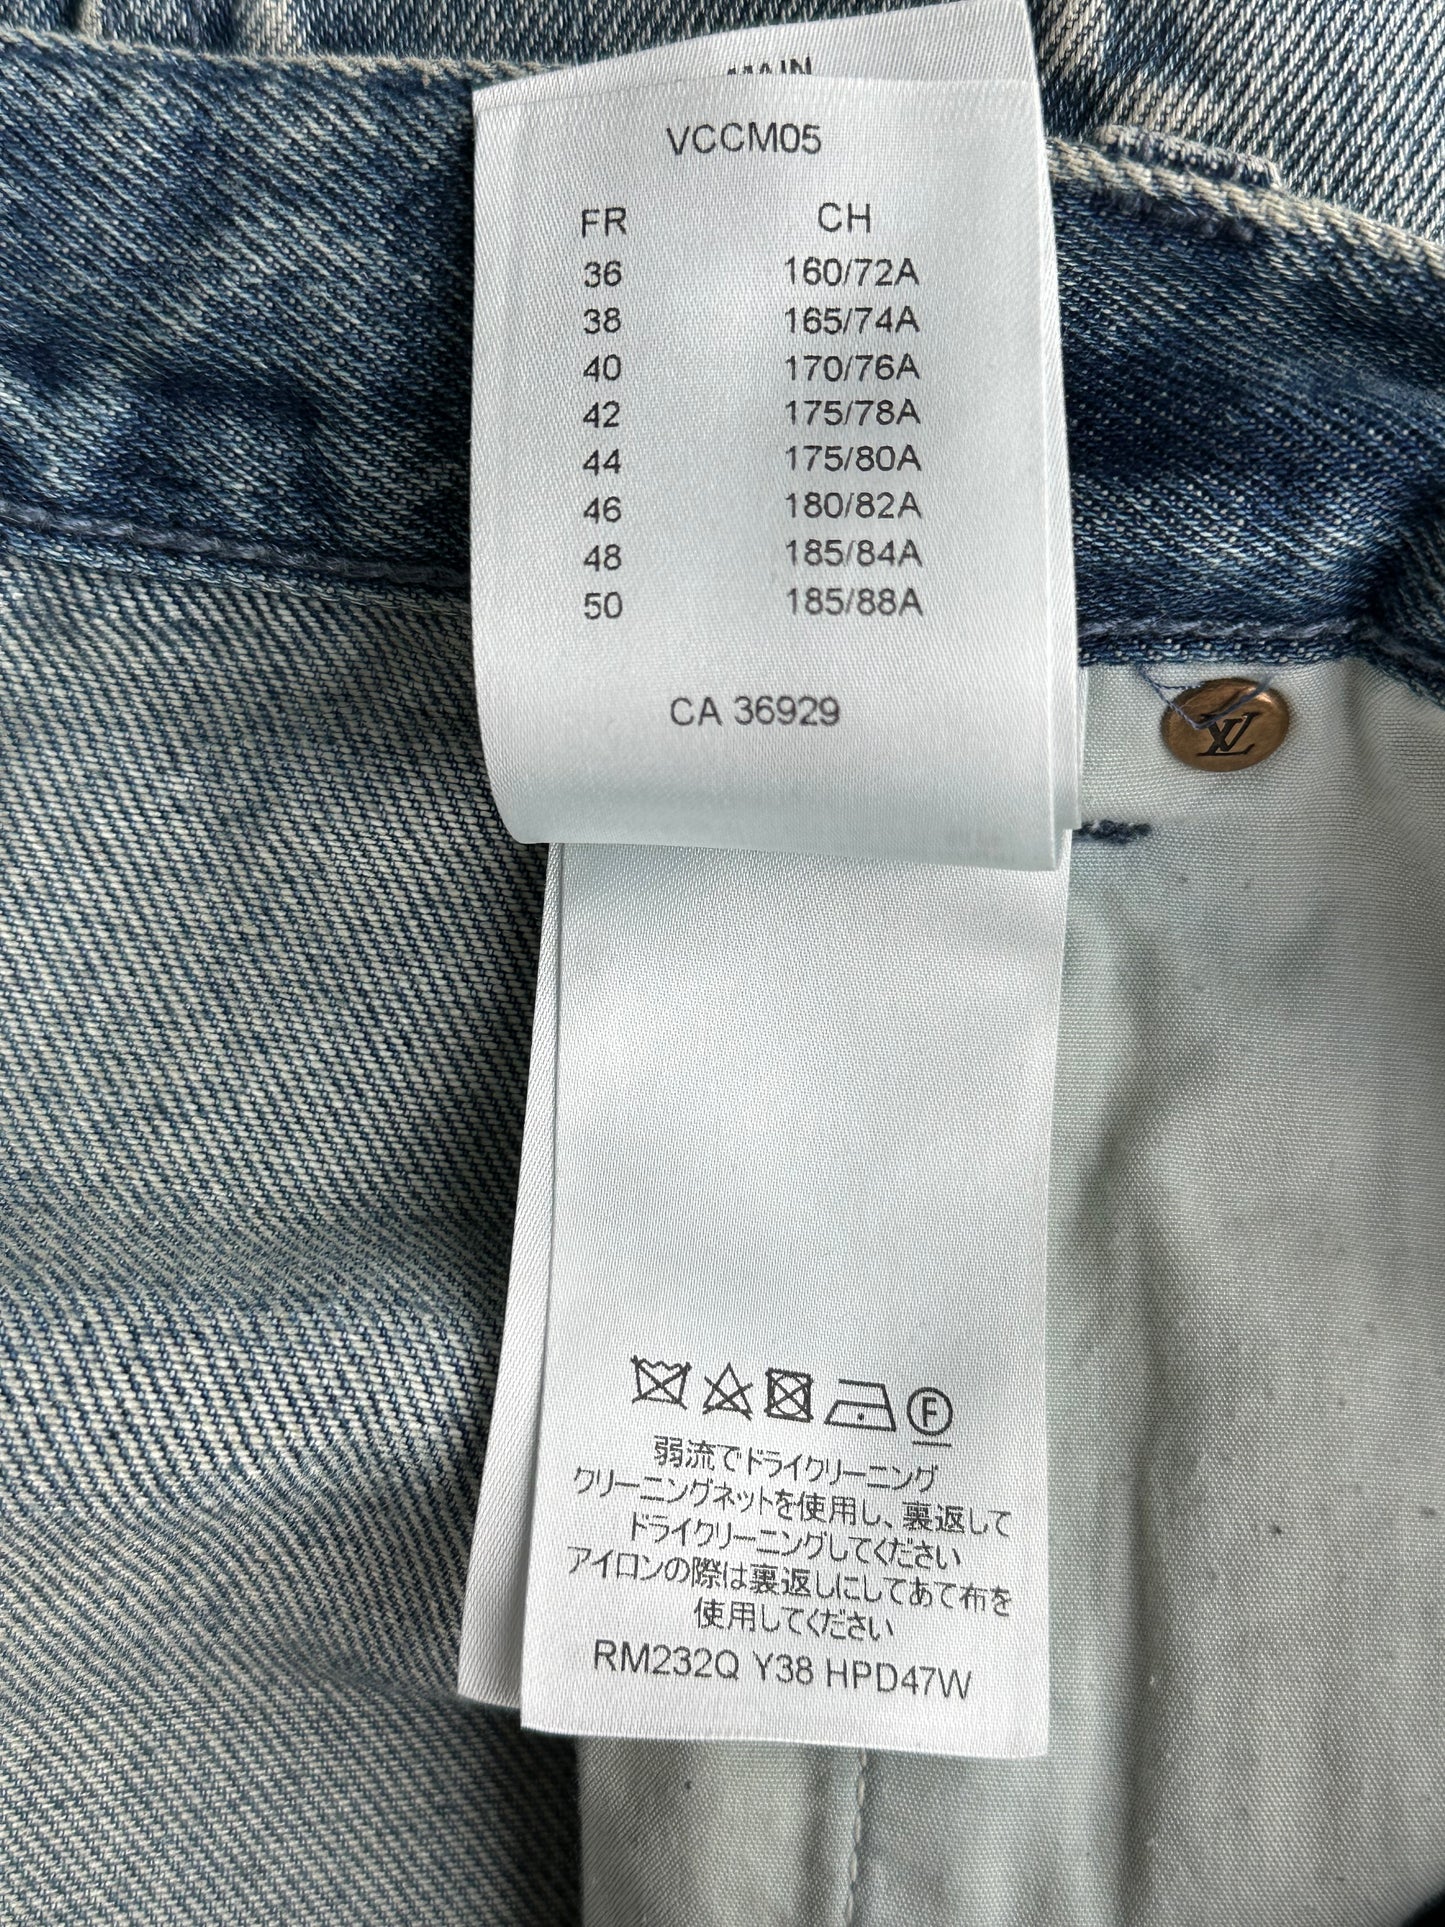 MAIN
VCCM05
FR CH
36 160/72A
38 165/74A
40 170/76A
42 175/78A
44 175/80A
46 180/82A
48 185/84A
50 185/88A
CA 36929
LV
F
弱流でドライクリーニング
クリーニングネットを使用し、裏返して
ドライクリーニングしてください
アイロンの際は裏返しにしてあて布を
使用してください
RM232Q Y38 HPD47W